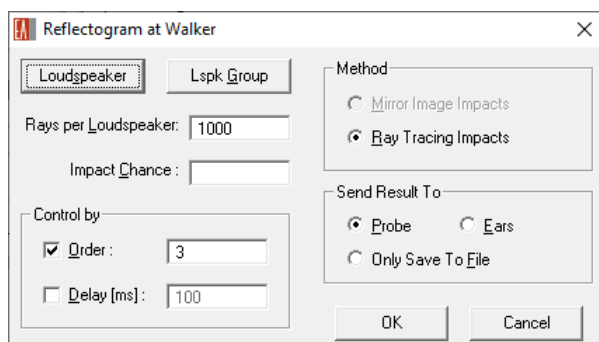 EA Reflectogram at Walker
Loudspeaker
Lspk Group
Rays per Loudspeaker: 1000
Impact Chance :
Control by
Order : 3
Delay [ms] : 100
Method
Mirror Image Impacts
Ray Tracing Impacts
Send Result To
Probe Ears
Only Save To File
OK Cancel